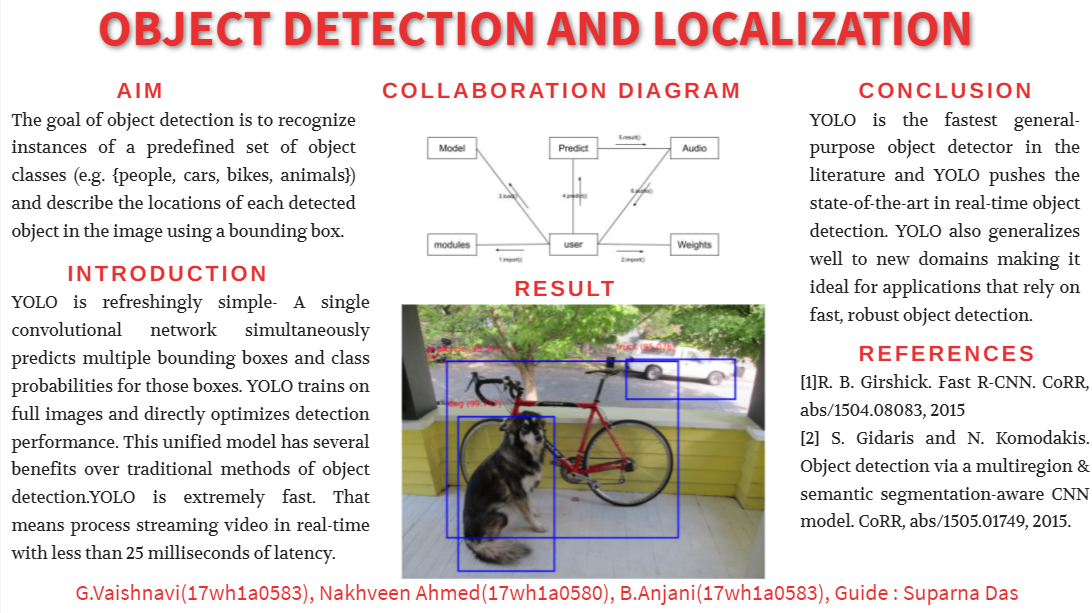 OBJECT DETECTION AND LOCALIZATION
AIM
The goal of object detection is to recognize
instances of a predefined set of object
classes (e.g. {people, cars, bikes, animals})
and describe the locations of each detected
object in the image using a bounding box.
INTRODUCTION
YOLO is refreshingly simple- A single
convolutional network simultaneously
predicts multiple bounding boxes and class
probabilities for those boxes. YOLO trains on
full images and directly optimizes detection
performance. This unified model has several
benefits over traditional methods of object
detection.YOLO is extremely fast. That
means process streaming video in real-time
with less than 25 milliseconds of latency.
COLLABORATION DIAGRAM
5.result()
Model Predict Audio
3.load() 4.predict() 6.audio()
modules user Weights
1.import() 2.import()
RESULT
truck
dog
CONCLUSION
YOLO is the fastest general-
purpose object detector in the
literature and YOLO pushes the
state-of-the-art in real-time object
detection. YOLO also generalizes
well to new domains making it
ideal for applications that rely on
fast, robust object detection.
REFERENCES
[1]R. B. Girshick. Fast R-CNN. CoRR,
abs/1504.08083, 2015
[2] S. Gidaris and N. Komodakis.
Object detection via a multiregion &
semantic segmentation-aware CNN
model. CoRR, abs/1505.01749, 2015.
G.Vaishnavi(17wh1a0583), Nakhveen Ahmed(17wh1a0580), B.Anjani(17wh1a0583), Guide : Suparna Das